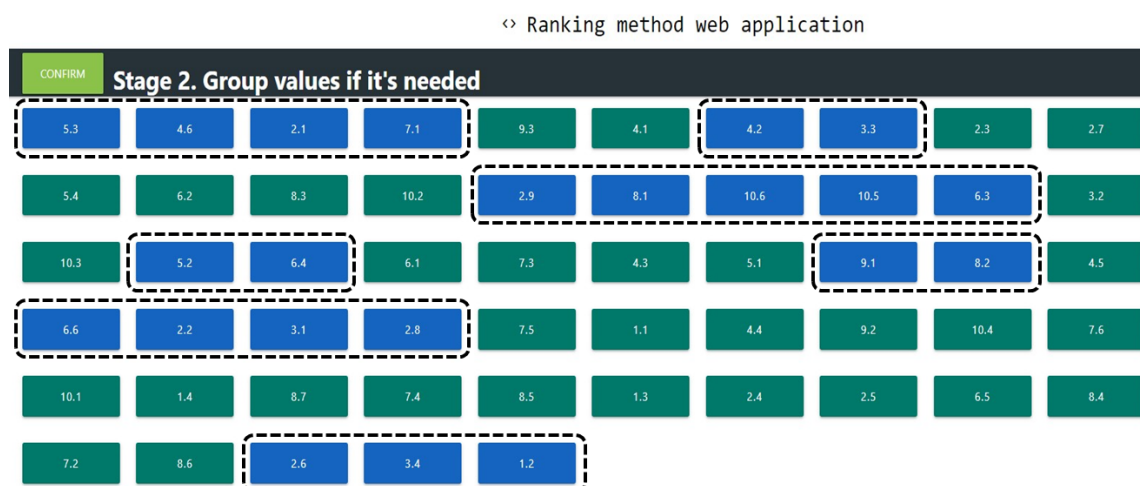 <> Ranking method web application
CONFIRM Stage 2. Group values if it's needed
5.3 4.6 2.1 7.1 9.3 4.1 4.2 3.3 2.3 2.7
5.4 6.2 8.3 10.2 2.9 8.1 10.6 10.5 6.3 3.2
10.3 5.2 6.4 6.1 7.3 4.3 5.1 9.1 8.2 4.5
6.6 2.2 3.1 2.8 7.5 1.1 4.4 9.2 10.4 7.6
10.1 1.4 8.7 7.4 8.5 1.3 2.4 2.5 6.5 8.4
7.2 8.6 2.6 3.4 1.2